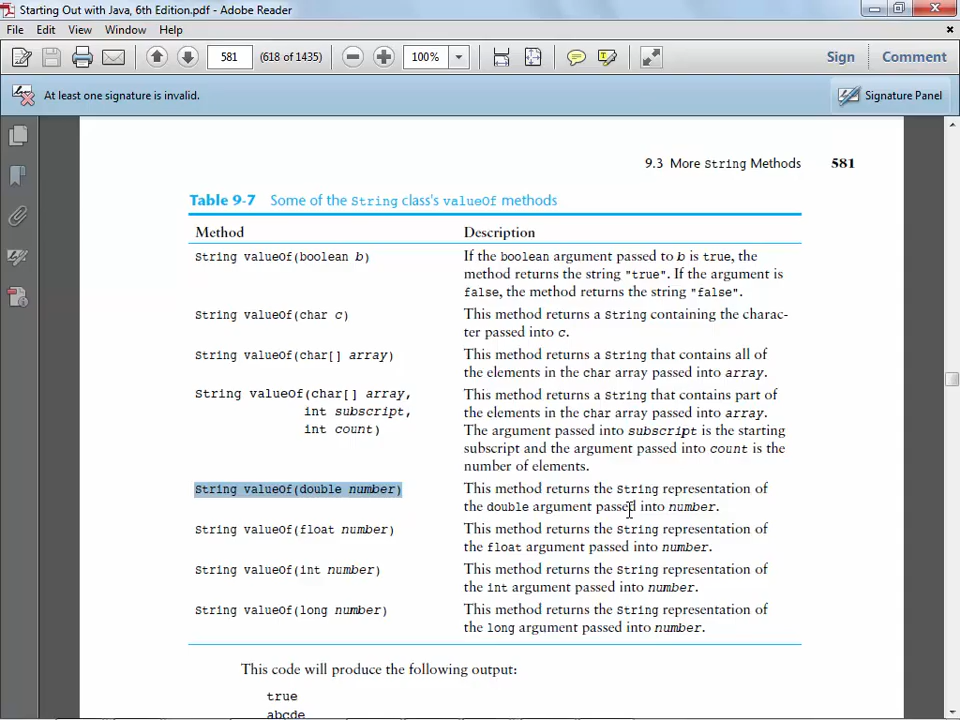 Starting Out with Java, 6th Edition.pdf - Adobe Reader
File Edit View Window Help
581 (618 of 1435) 100% Sign Comment
At least one signature is invalid. Signature Panel
9.3 More String Methods 581
Table 9-7 Some of the String class's valueOf methods
Method Description
String valueOf(boolean b) If the boolean argument passed to b is true, the
method returns the string "true". If the argument is
false, the method returns the string "false".
String valueOf(char c) This method returns a String containing the charac-
ter passed into c.
String valueOf(char[] array) This method returns a String that contains all of
the elements in the char array passed into array.
String valueOf(char[] array, This method returns a String that contains part of
int subscript, the elements in the char array passed into array.
int count) The argument passed into subscript is the starting
subscript and the argument passed into count is the
number of elements.
String valueOf(double number) This method returns the String representation of
the double argument passed into number.
String valueOf(float number) This method returns the String representation of
the float argument passed into number.
String valueOf(int number) This method returns the String representation of
the int argument passed into number.
String valueOf(long number) This method returns the String representation of
the long argument passed into number.
This code will produce the following output:
true
abcde